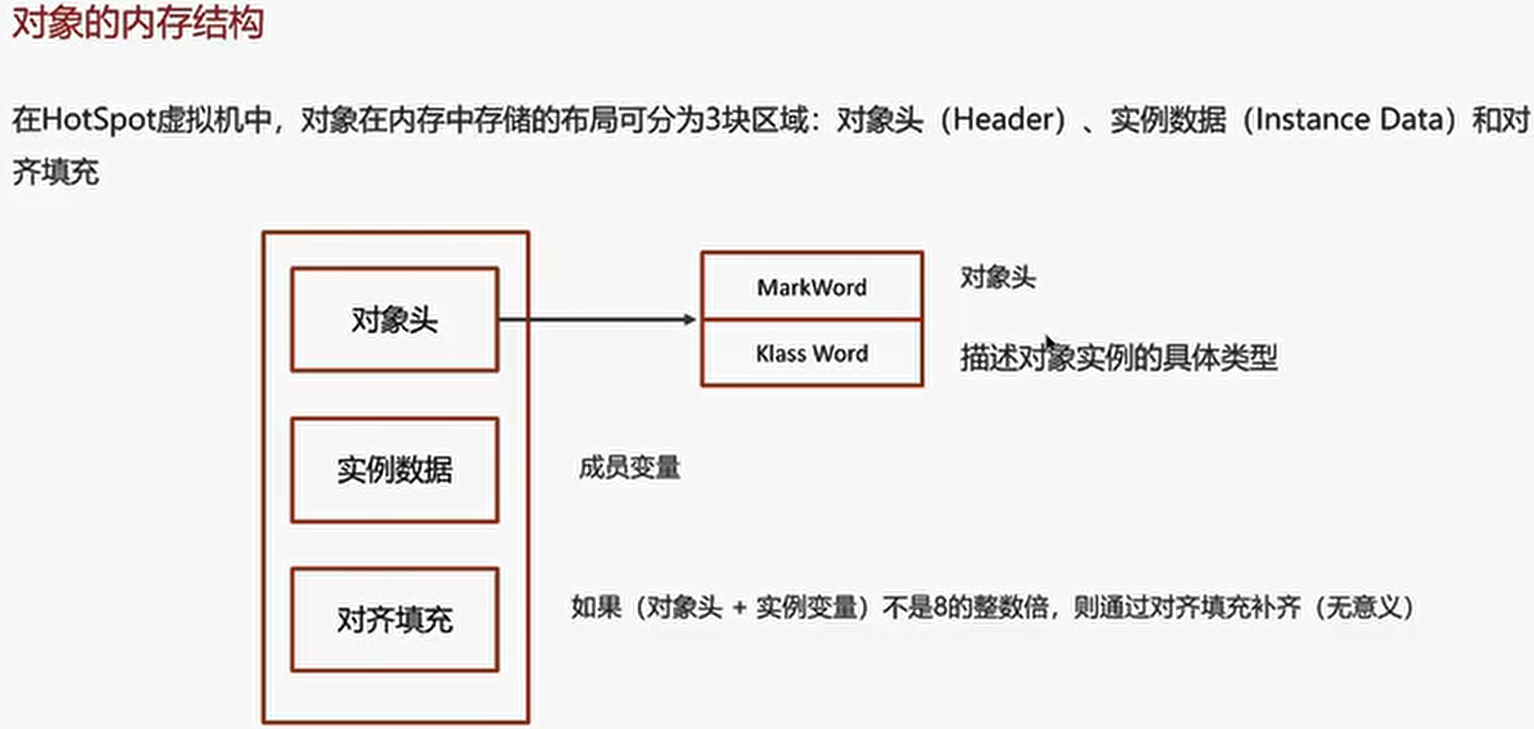 对象的内存结构
在HotSpot虚拟机中，对象在内存中存储的布局可分为3块区域：对象头（Header）、实例数据（Instance Data）和对
齐填充
对象头
MarkWord
对象头
Klass Word
描述对象实例的具体类型
实例数据
成员变量
对齐填充
如果（对象头 + 实例变量）不是8的整数倍，则通过对齐填充补齐（无意义）